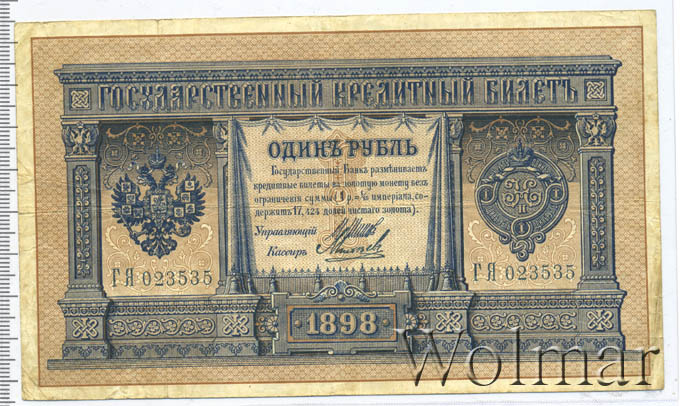 ГОСУДАРСТВЕННЫЙ КРЕДИТНЫЙ БИЛЕТЪ
ОДИНЪ РУБЛЬ
Государственный Банкъ размѣниваетъ
кредитные билеты на золотую монету безъ
ограниченія суммы (1 р. = 1/15 имперіала, со-
держитъ 17,424 долей чистаго золота).
Управляющій
Кассиръ
ГЯ 023535
ГЯ 023535
1898
Wolmar